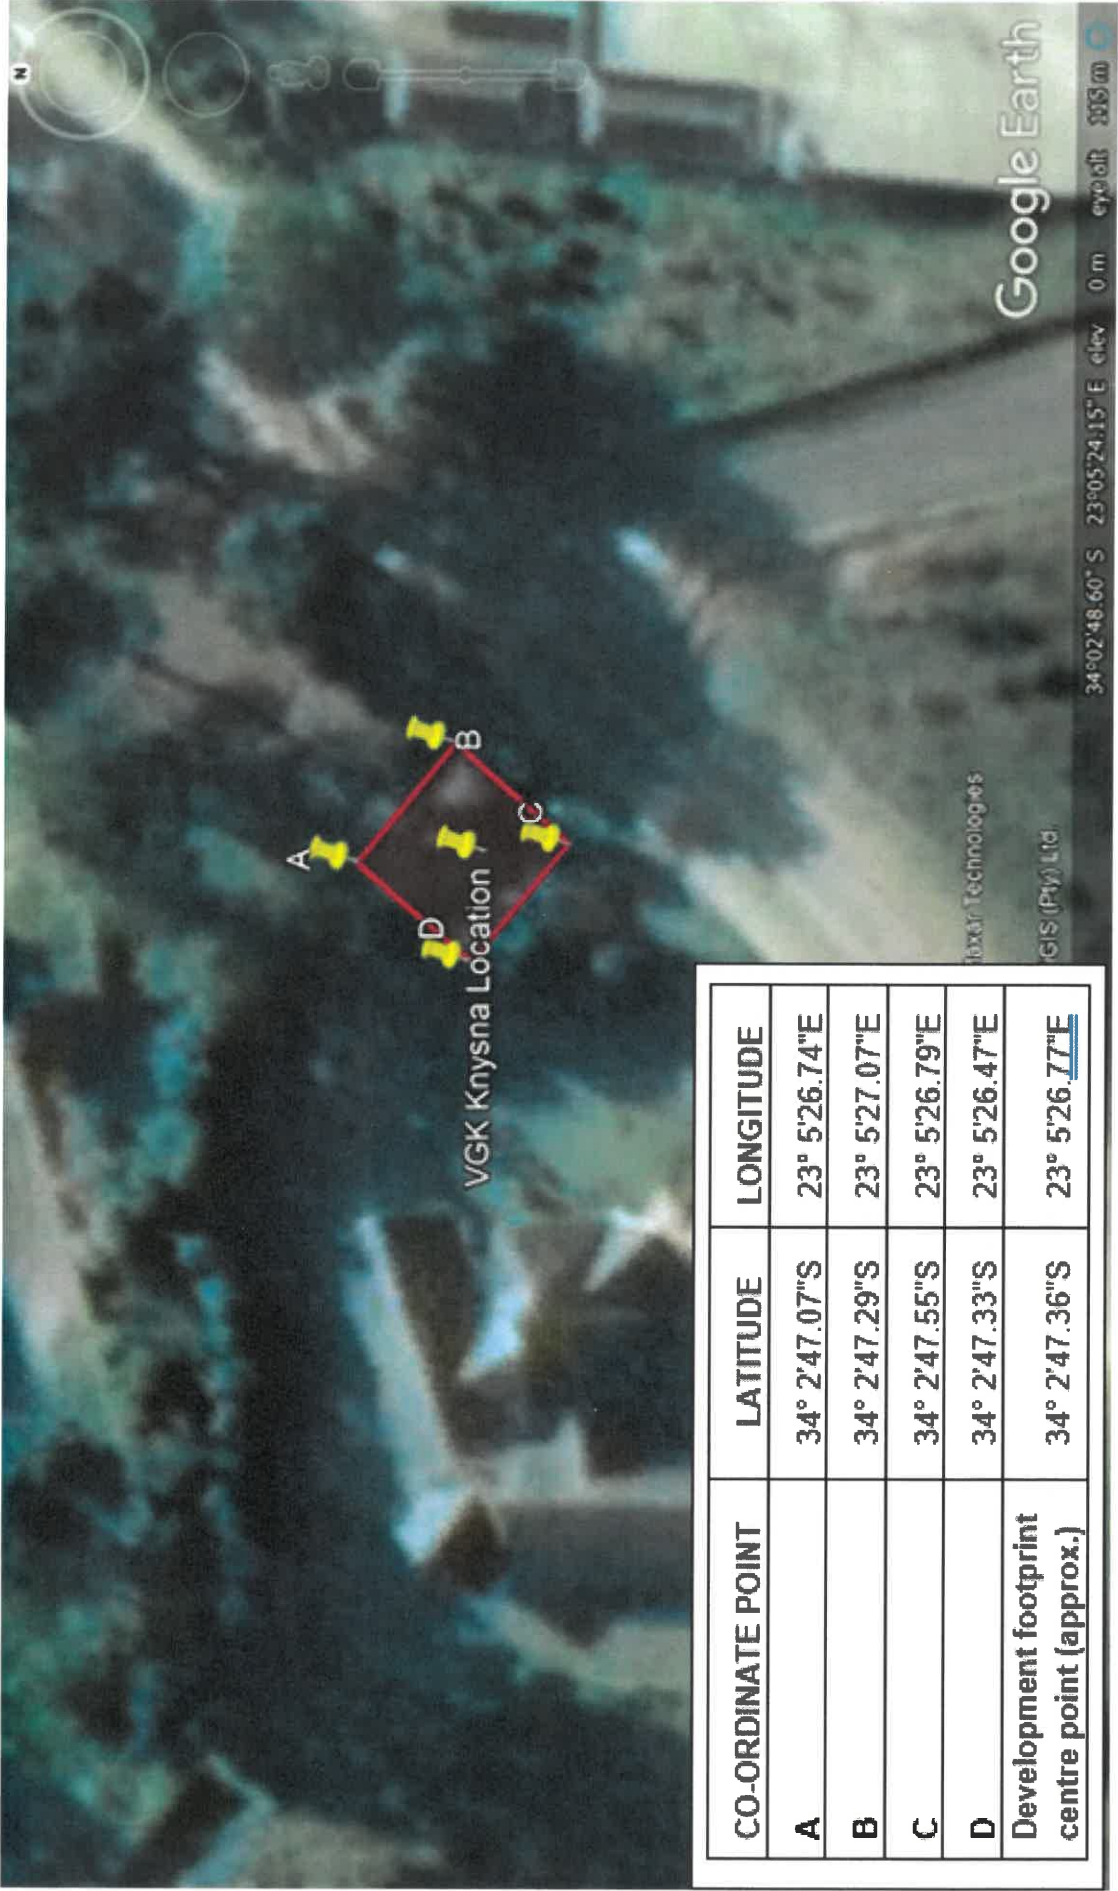 N
A
B
C
D
VGK Knysna Location
Google Earth
Maxar Technologies
GIS (Pty) Ltd
34°02'48.60" S 23°05'24.15" E elev 0 m eye alt 115 m
CO-ORDINATE POINT LATITUDE LONGITUDE
A 34° 2'47.07"S 23° 5'26.74"E
B 34° 2'47.29"S 23° 5'27.07"E
C 34° 2'47.55"S 23° 5'26.79"E
D 34° 2'47.33"S 23° 5'26.47"E
Development footprint
centre point (approx.) 34° 2'47.36"S 23° 5'26.77"E